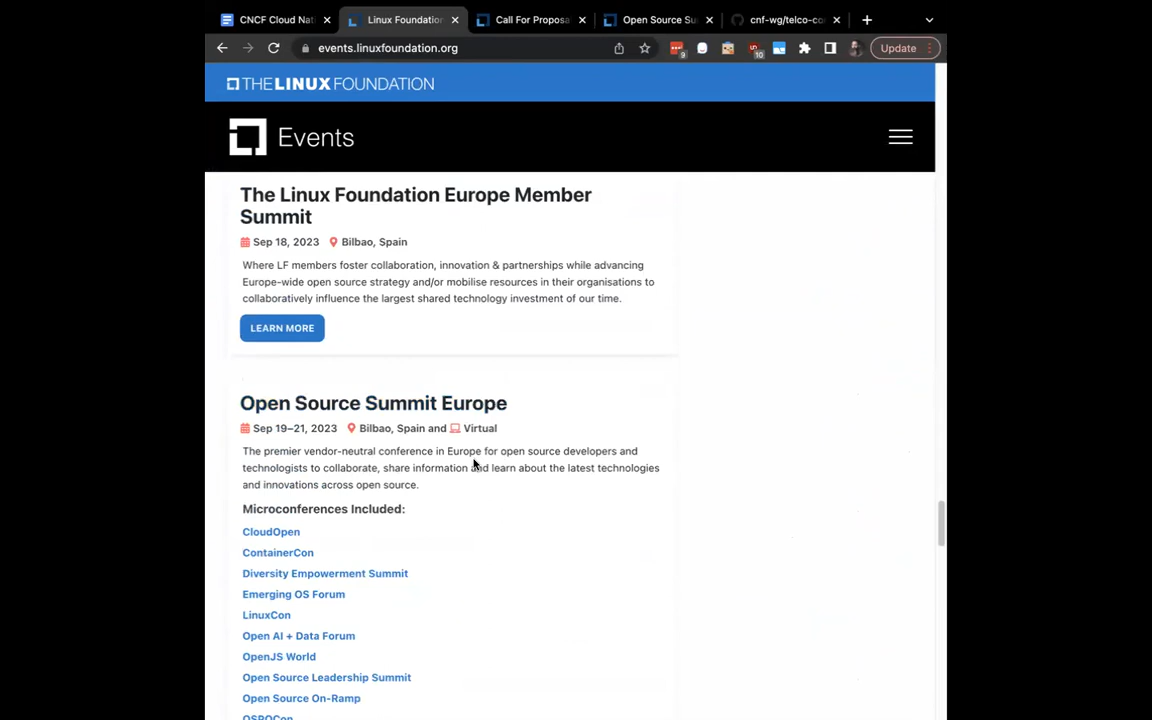 CNCF Cloud Nat
Linux Foundation
Call For Proposa
Open Source Su
cnf-wg/telco-co
events.linuxfoundation.org
9
10
Update
THE LINUX FOUNDATION
Events
The Linux Foundation Europe Member
Summit
Sep 18, 2023 Bilbao, Spain
Where LF members foster collaboration, innovation & partnerships while advancing
Europe-wide open source strategy and/or mobilise resources in their organisations to
collaboratively influence the largest shared technology investment of our time.
LEARN MORE
Open Source Summit Europe
Sep 19–21, 2023 Bilbao, Spain and Virtual
The premier vendor-neutral conference in Europe for open source developers and
technologists to collaborate, share information and learn about the latest technologies
and innovations across open source.
Microconferences Included:
CloudOpen
ContainerCon
Diversity Empowerment Summit
Emerging OS Forum
LinuxCon
Open AI + Data Forum
OpenJS World
Open Source Leadership Summit
Open Source On-Ramp
OSPOCon